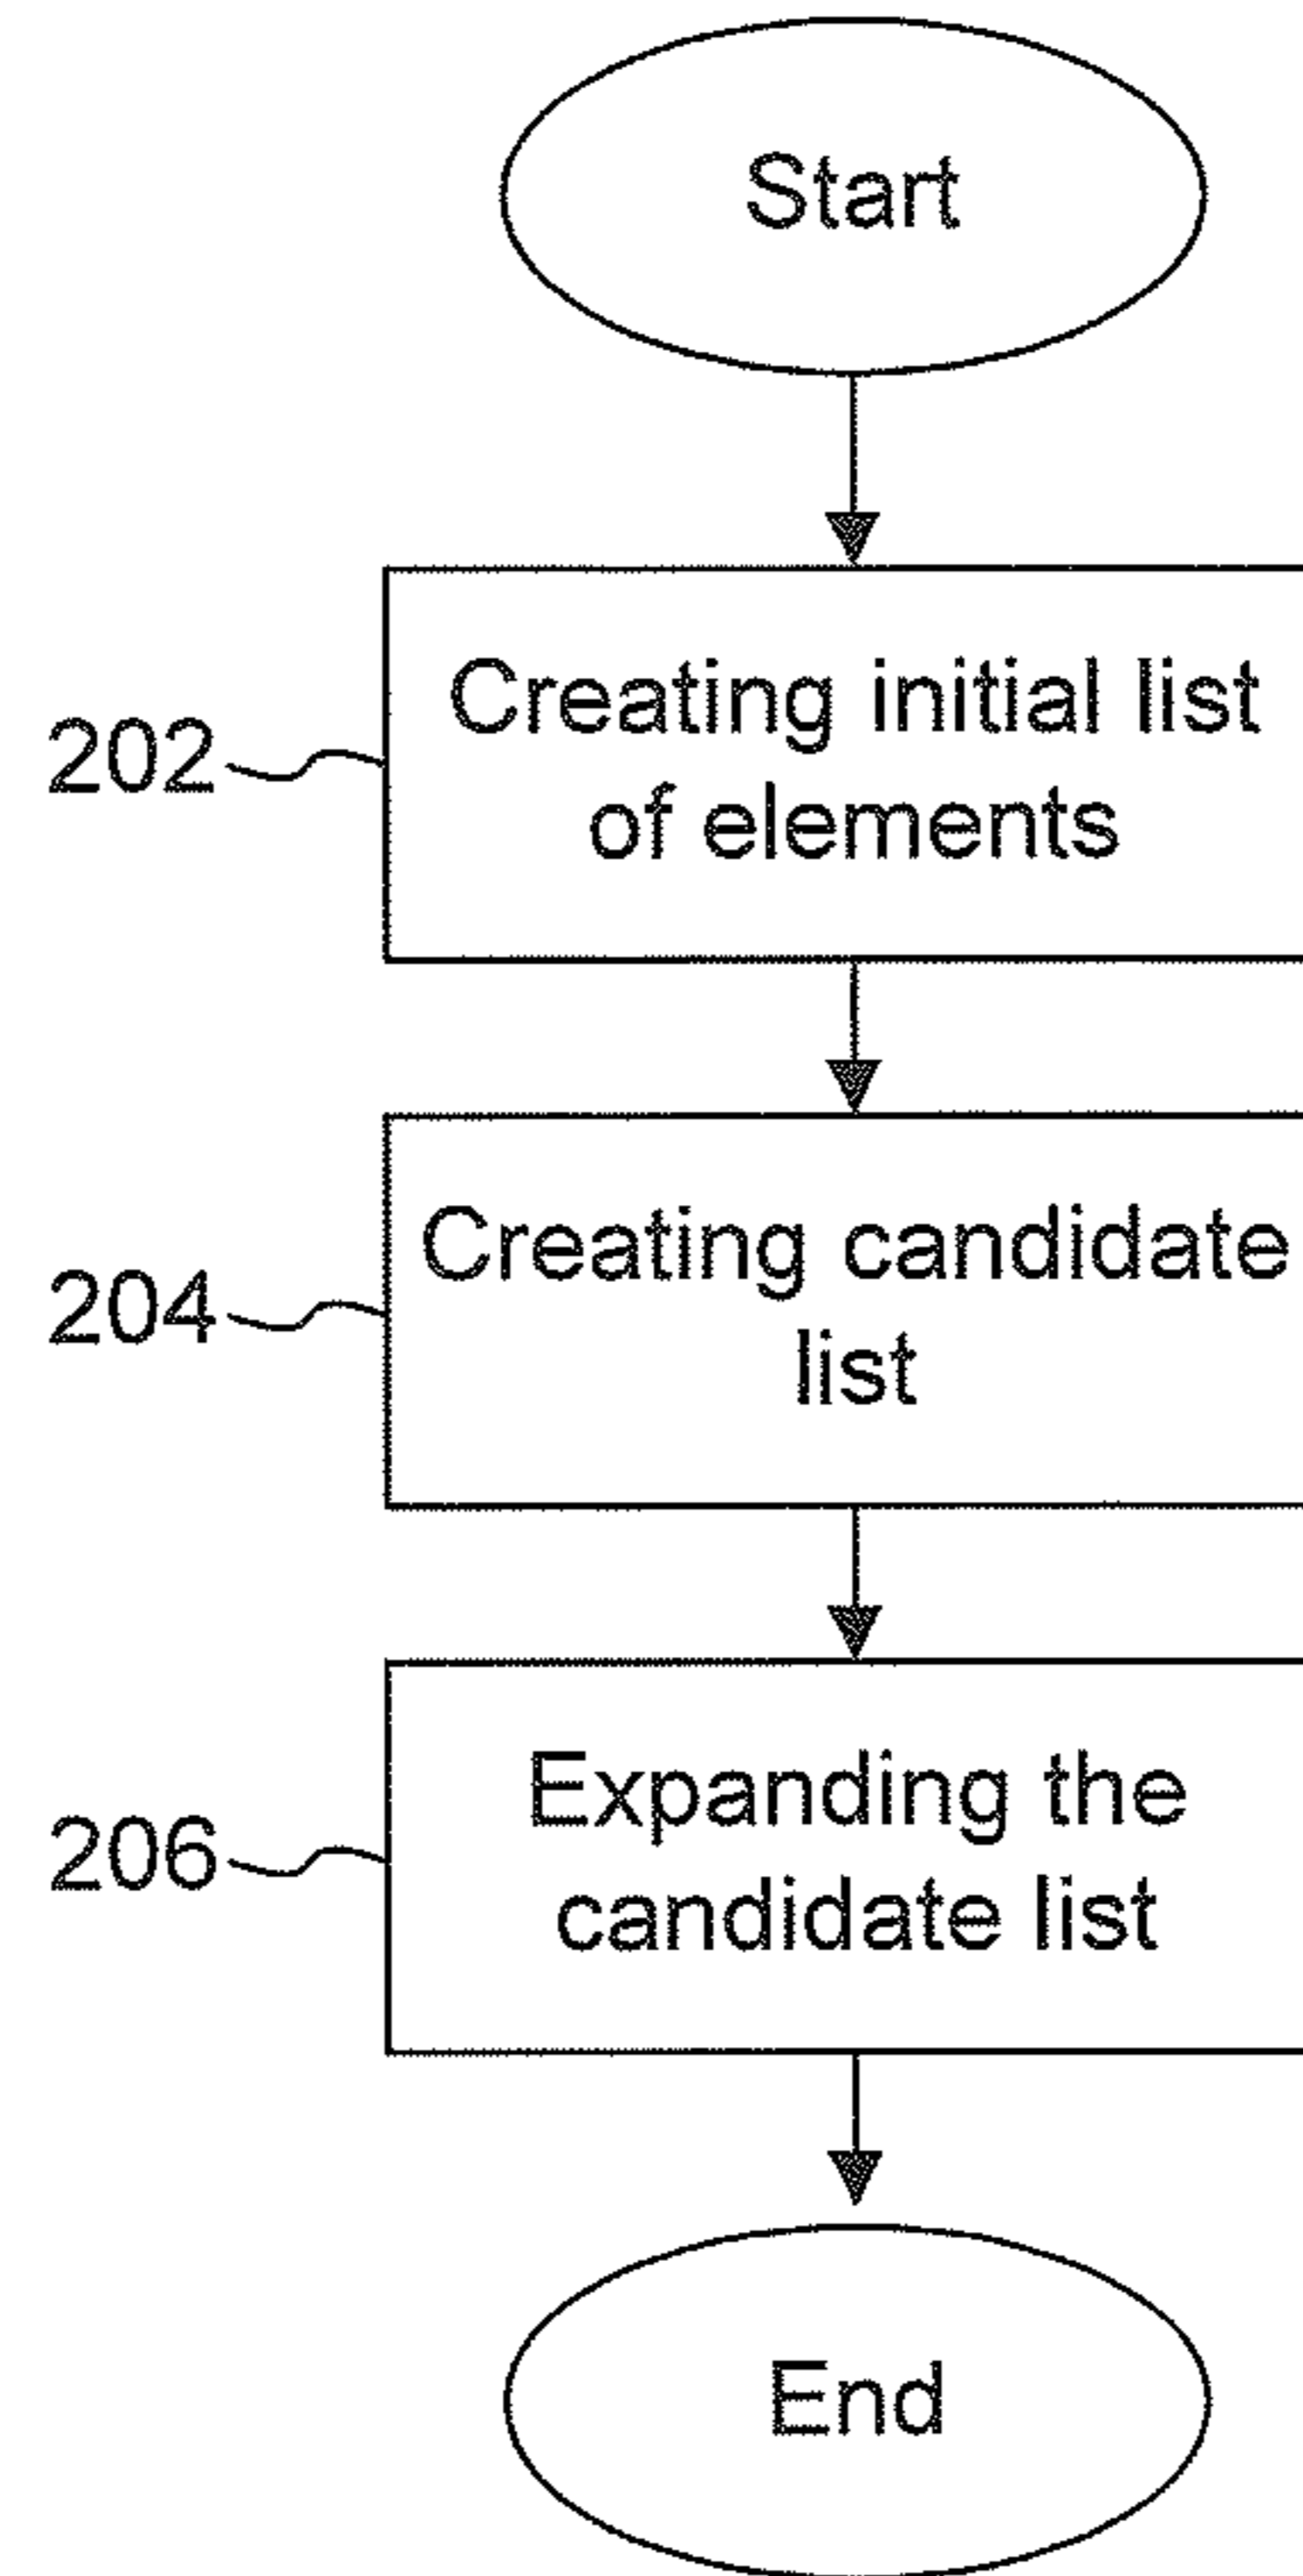 Start
202
Creating initial list
of elements
204
Creating candidate
list
206
Expanding the
candidate list
End